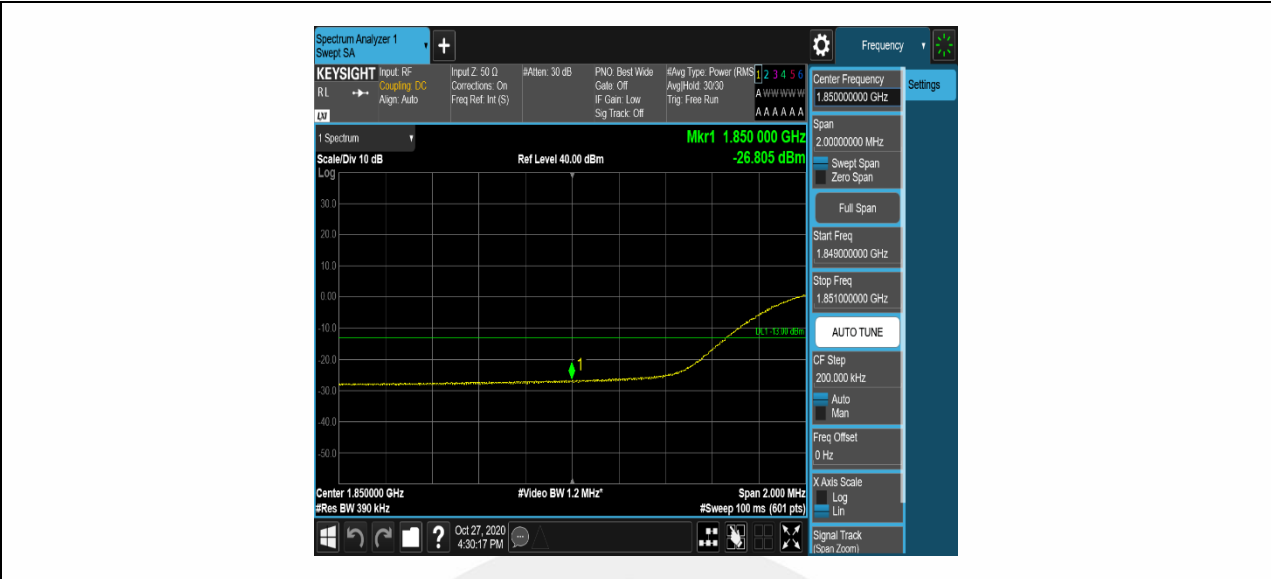 Spectrum Analyzer 1
Swept SA
+
Frequency
KEYSIGHT
RL
LXI
Input: RF
Coupling: DC
Align: Auto
Input Z: 50 Ω
Corrections: On
Freq Ref: Int (S)
#Atten: 30 dB
PNO: Best Wide
Gate: Off
IF Gain: Low
Sig Track: Off
#Avg Type: Power (RMS
Avg|Hold: 30/30
Trig: Free Run
1 2 3 4 5 6
A W W W W W
A A A A A A
Center Frequency
1.850000000 GHz
Settings
Span
2.00000000 MHz
Swept Span
Zero Span
Full Span
Start Freq
1.849000000 GHz
Stop Freq
1.851000000 GHz
AUTO TUNE
CF Step
200.000 kHz
Auto
Man
Freq Offset
0 Hz
X Axis Scale
Log
Lin
Signal Track
(Span Zoom)
1 Spectrum
Scale/Div 10 dB
Ref Level 40.00 dBm
Mkr1 1.850 000 GHz
-26.805 dBm
Log
30.0
20.0
10.0
0.00
-10.0
-20.0
-30.0
-40.0
-50.0
DL1 -13.00 dBm
1
Center 1.850000 GHz
#Video BW 1.2 MHz*
Span 2.000 MHz
#Res BW 390 kHz
#Sweep 100 ms (601 pts)
?
Oct 27, 2020
4:30:17 PM